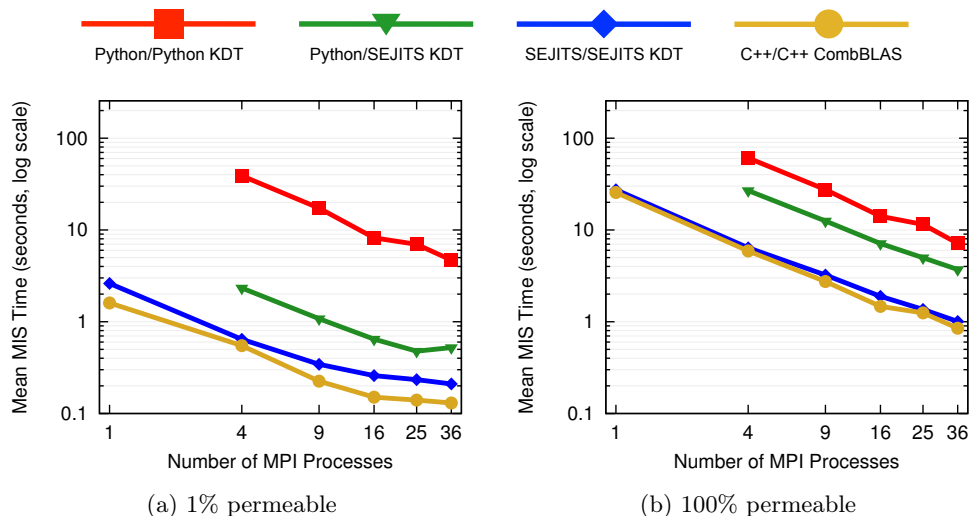 Python/Python KDT
Python/SEJITS KDT
SEJITS/SEJITS KDT
C++/C++ CombBLAS
Mean MIS Time (seconds, log scale)
100
10
1
0.1
1 4 9 16 25 36
Number of MPI Processes
(a) 1% permeable
Mean MIS Time (seconds, log scale)
100
10
1
0.1
1 4 9 16 25 36
Number of MPI Processes
(b) 100% permeable